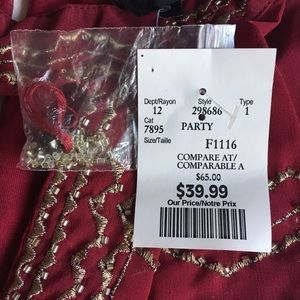 Dept/Rayon Style Type
12 298686 1
Cat
7895 PARTY
Size/Taille
F1116
COMPARE AT/
COMPARABLE A
$65.00
$39.99
Our Price/Notre Prix